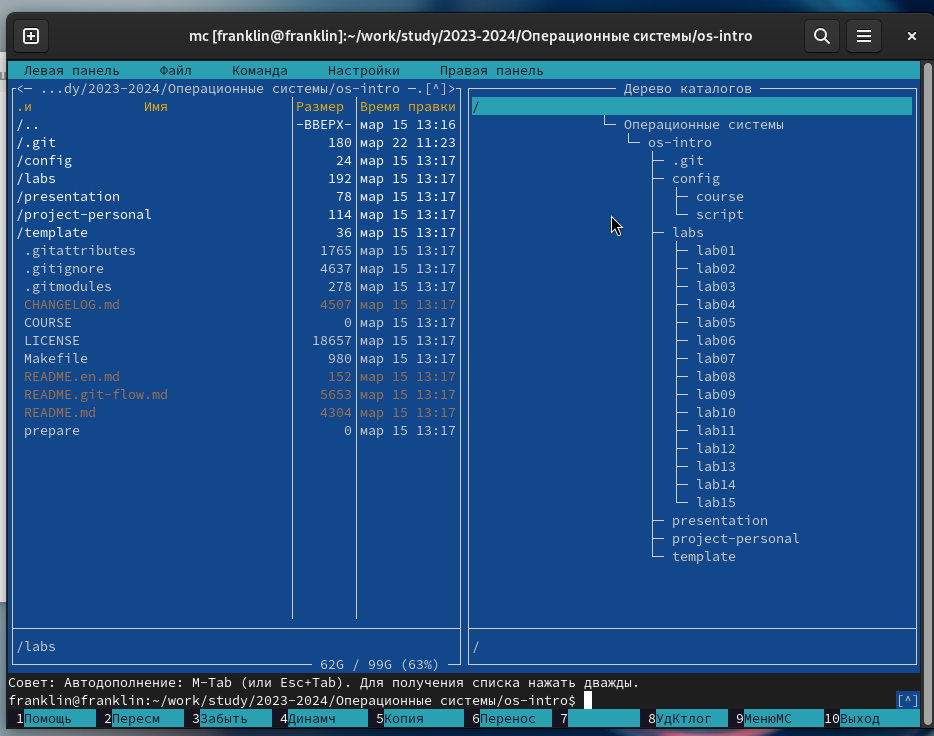 mc [franklin@franklin]:~/work/study/2023-2024/Операционные системы/os-intro
Левая панель Файл Команда Настройки Правая панель
<─ ...dy/2023-2024/Операционные системы/os-intro ─.[^]>
.и Имя Размер Время правки
/.. -ВВЕРХ- мар 15 13:16
/.git 180 мар 22 11:23
/config 24 мар 15 13:17
/labs 192 мар 15 13:17
/presentation 78 мар 15 13:17
/project-personal 114 мар 15 13:17
/template 36 мар 15 13:17
.gitattributes 1765 мар 15 13:17
.gitignore 4637 мар 15 13:17
.gitmodules 278 мар 15 13:17
CHANGELOG.md 4507 мар 15 13:17
COURSE 0 мар 15 13:17
LICENSE 18657 мар 15 13:17
Makefile 980 мар 15 13:17
README.en.md 152 мар 15 13:17
README.git-flow.md 5653 мар 15 13:17
README.md 4304 мар 15 13:17
prepare 0 мар 15 13:17
/labs
62G / 99G (63%)
Дерево каталогов
/
Операционные системы
os-intro
.git
config
course
script
labs
lab01
lab02
lab03
lab04
lab05
lab06
lab07
lab08
lab09
lab10
lab11
lab12
lab13
lab14
lab15
presentation
project-personal
template
/
Совет: Автодополнение: M-Tab (или Esc+Tab). Для получения списка нажать дважды.
franklin@franklin:~/work/study/2023-2024/Операционные системы/os-intro$ [^]
1Помощь 2Пересм 3Забыть 4Динамч 5Копия 6Перенос 7 8УдКтлог 9МенюМС 10Выход